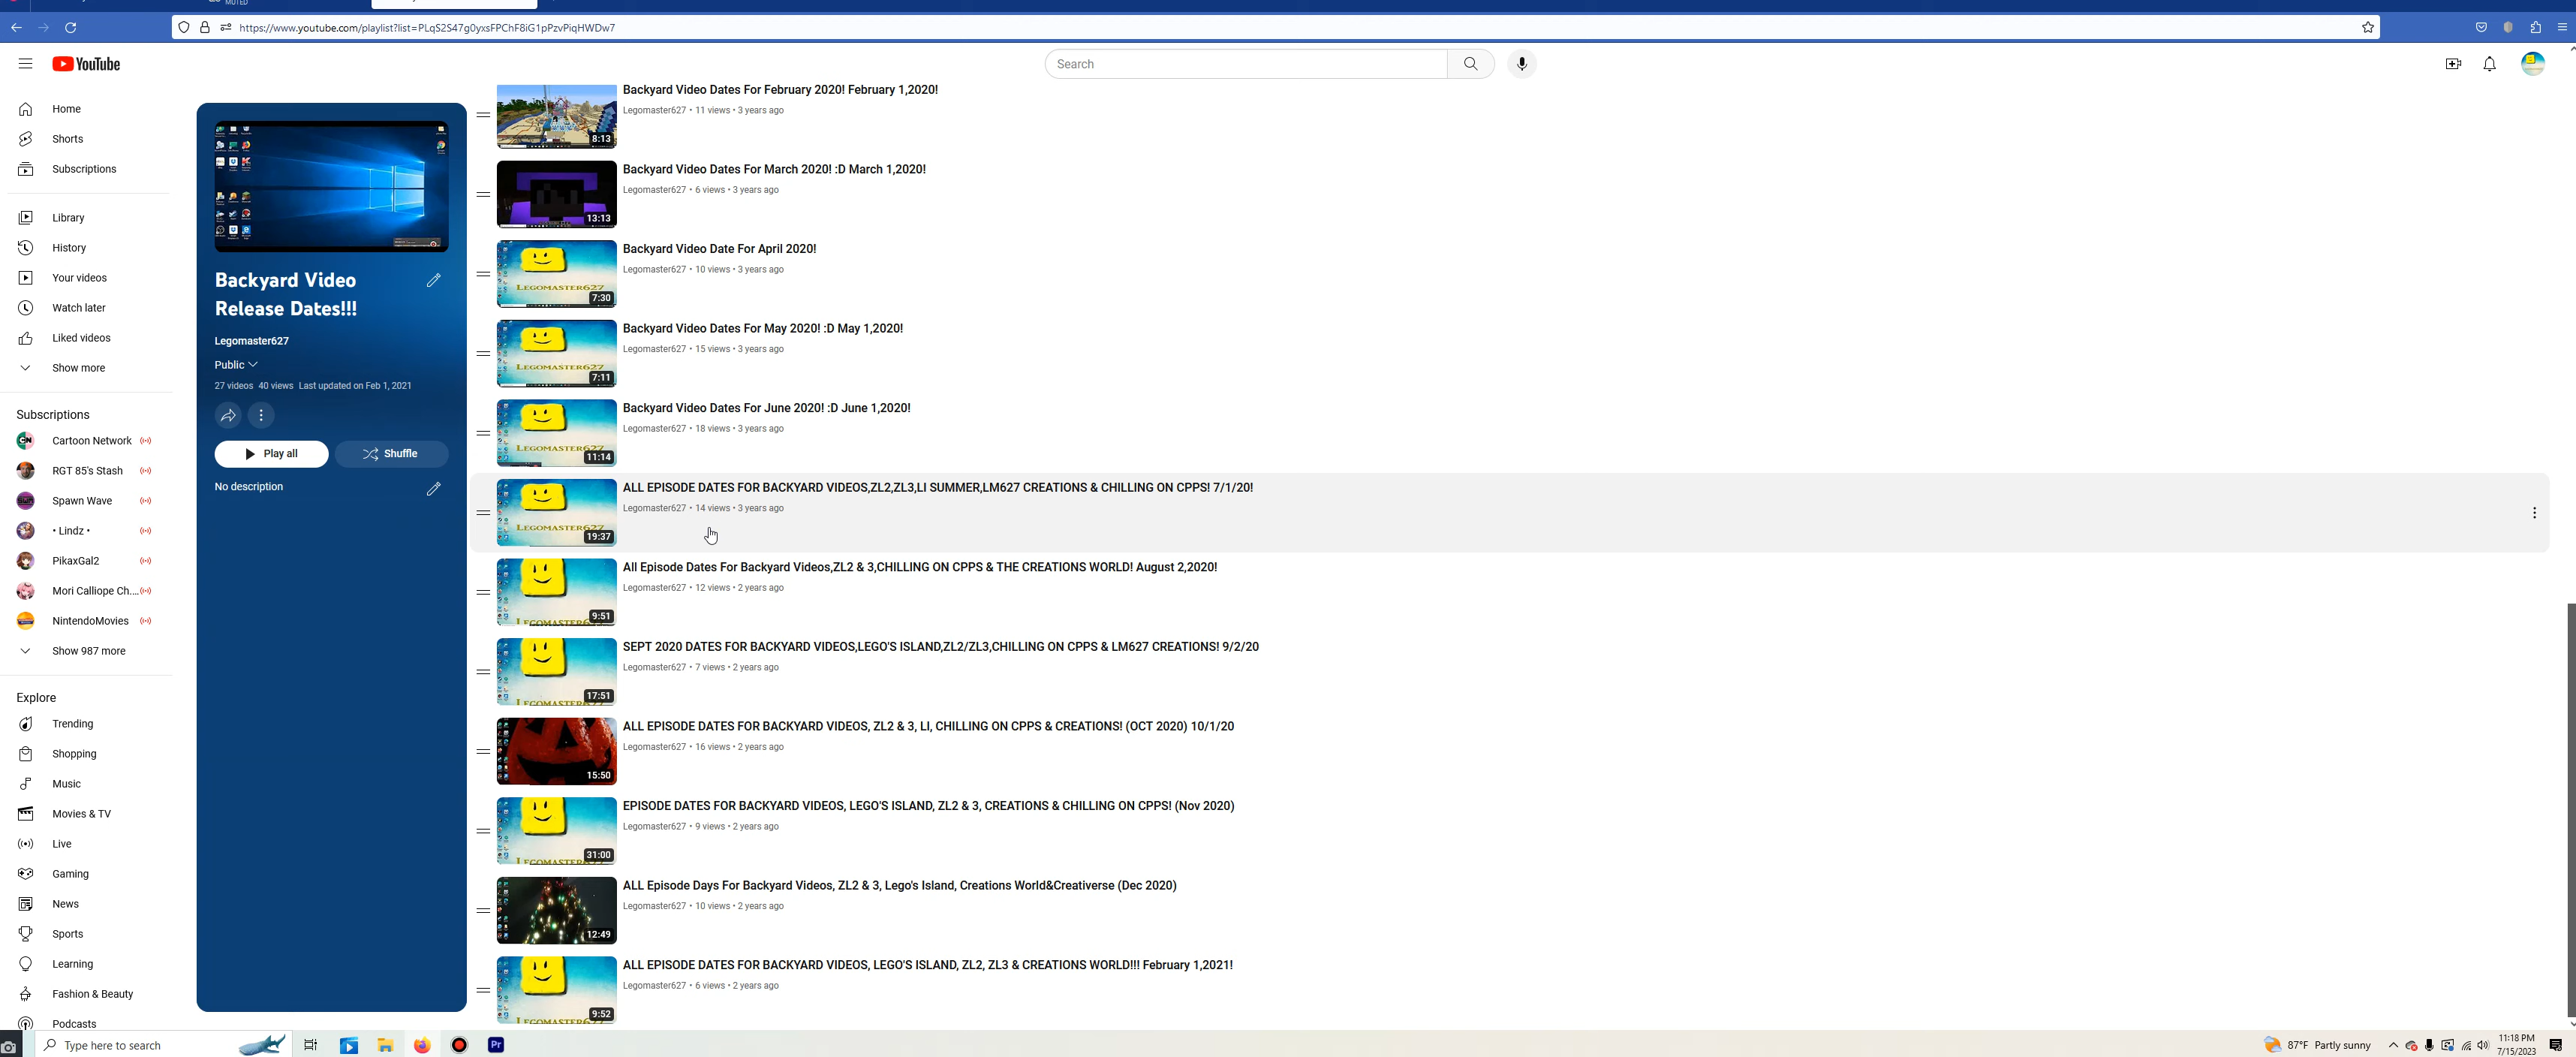 MUTED
https://www.youtube.com/playlist?list=PLqS2S47g0yxsFPChF8iG1pPzvPiqHWDw7
YouTube
Search
Home
Shorts
Subscriptions
Library
History
Your videos
Watch later
Liked videos
Show more
Subscriptions
Cartoon Network
RGT 85's Stash
Spawn Wave
• Lindz •
PikaxGal2
Mori Calliope Ch....
NintendoMovies
Show 987 more
Explore
Trending
Shopping
Music
Movies & TV
Live
Gaming
News
Sports
Learning
Fashion & Beauty
Podcasts
Backyard Video
Release Dates!!!
Legomaster627
Public
27 videos 40 views Last updated on Feb 1, 2021
Play all
Shuffle
No description
8:13
Backyard Video Dates For February 2020! February 1,2020!
Legomaster627 • 11 views • 3 years ago
13:13
Backyard Video Dates For March 2020! :D March 1,2020!
Legomaster627 • 6 views • 3 years ago
LEGOMASTER627
7:30
Backyard Video Date For April 2020!
Legomaster627 • 10 views • 3 years ago
LEGOMASTER627
7:11
Backyard Video Dates For May 2020! :D May 1,2020!
Legomaster627 • 15 views • 3 years ago
LEGOMASTER627
11:14
Backyard Video Dates For June 2020! :D June 1,2020!
Legomaster627 • 18 views • 3 years ago
LEGOMASTER627
19:37
ALL EPISODE DATES FOR BACKYARD VIDEOS,ZL2,ZL3,LI SUMMER,LM627 CREATIONS & CHILLING ON CPPS! 7/1/20!
Legomaster627 • 14 views • 3 years ago
LEGOMASTER627
9:51
All Episode Dates For Backyard Videos,ZL2 & 3,CHILLING ON CPPS & THE CREATIONS WORLD! August 2,2020!
Legomaster627 • 12 views • 2 years ago
LEGOMASTER627
17:51
SEPT 2020 DATES FOR BACKYARD VIDEOS,LEGO'S ISLAND,ZL2/ZL3,CHILLING ON CPPS & LM627 CREATIONS! 9/2/20
Legomaster627 • 7 views • 2 years ago
15:50
ALL EPISODE DATES FOR BACKYARD VIDEOS, ZL2 & 3, LI, CHILLING ON CPPS & CREATIONS! (OCT 2020) 10/1/20
Legomaster627 • 16 views • 2 years ago
LEGOMASTER627
31:00
EPISODE DATES FOR BACKYARD VIDEOS, LEGO'S ISLAND, ZL2 & 3, CREATIONS & CHILLING ON CPPS! (Nov 2020)
Legomaster627 • 9 views • 2 years ago
12:49
ALL Episode Days For Backyard Videos, ZL2 & 3, Lego's Island, Creations World&Creativerse (Dec 2020)
Legomaster627 • 10 views • 2 years ago
LEGOMASTER627
9:52
ALL EPISODE DATES FOR BACKYARD VIDEOS, LEGO'S ISLAND, ZL2, ZL3 & CREATIONS WORLD!!! February 1,2021!
Legomaster627 • 6 views • 2 years ago
Type here to search
Pr
87°F Partly sunny
11:18 PM
7/15/2023